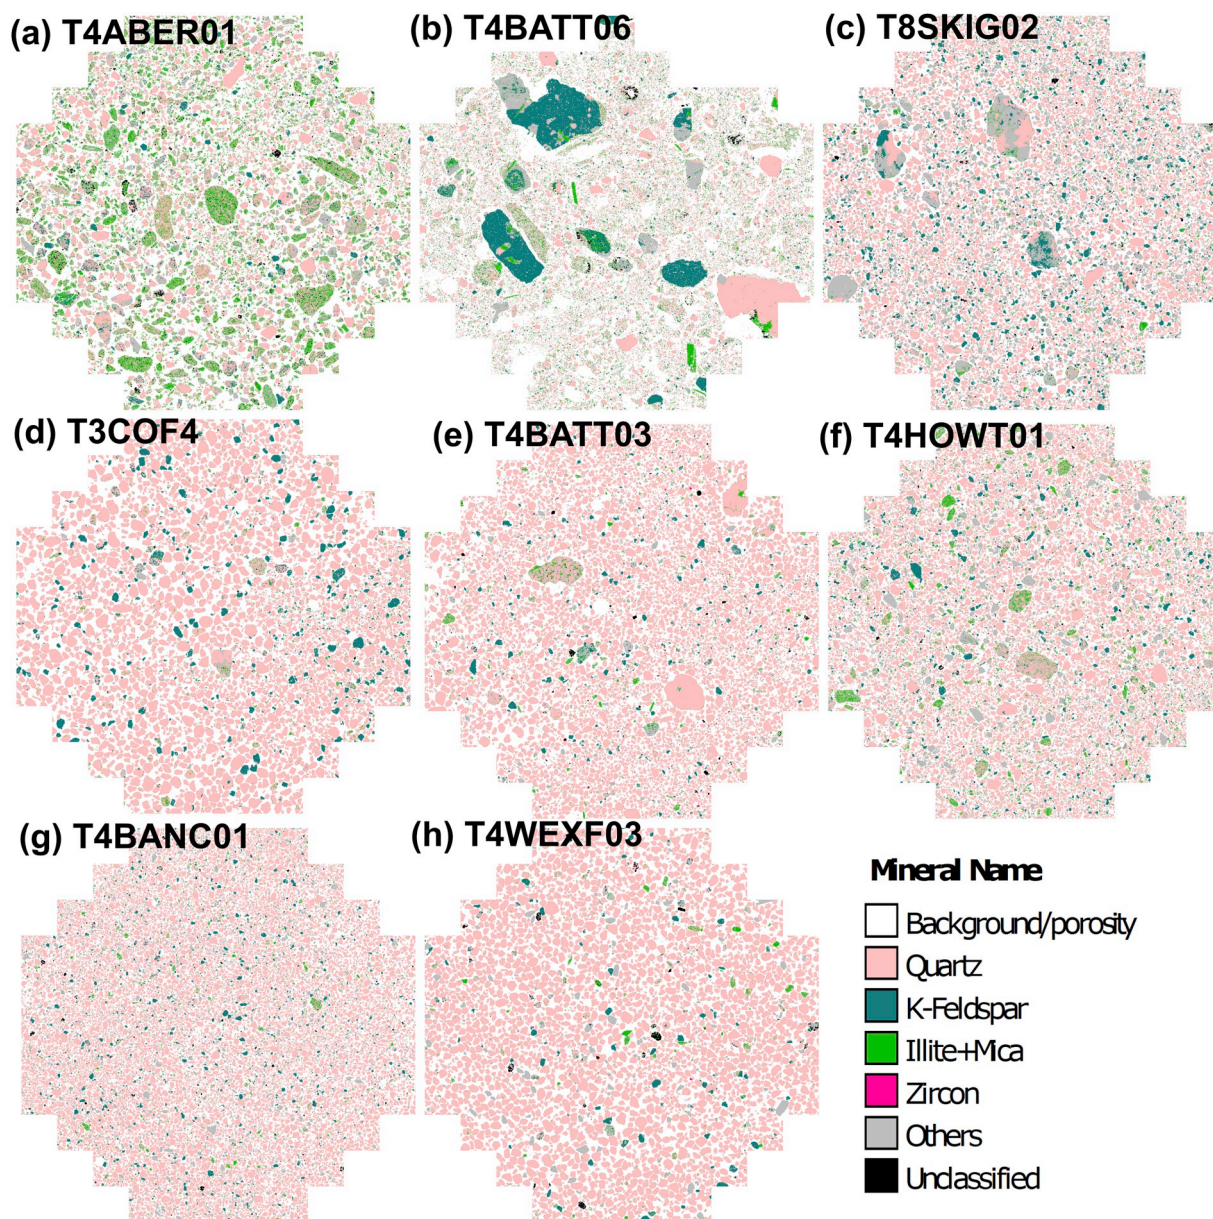 (a) T4ABER01
(b) T4BATT06
(c) T8SKIG02
(d) T3COF4
(e) T4BATT03
(f) T4HOWT01
(g) T4BANC01
(h) T4WEXF03
Mineral Name
Background/porosity
Quartz
K-Feldspar
Illite+Mica
Zircon
Others
Unclassified